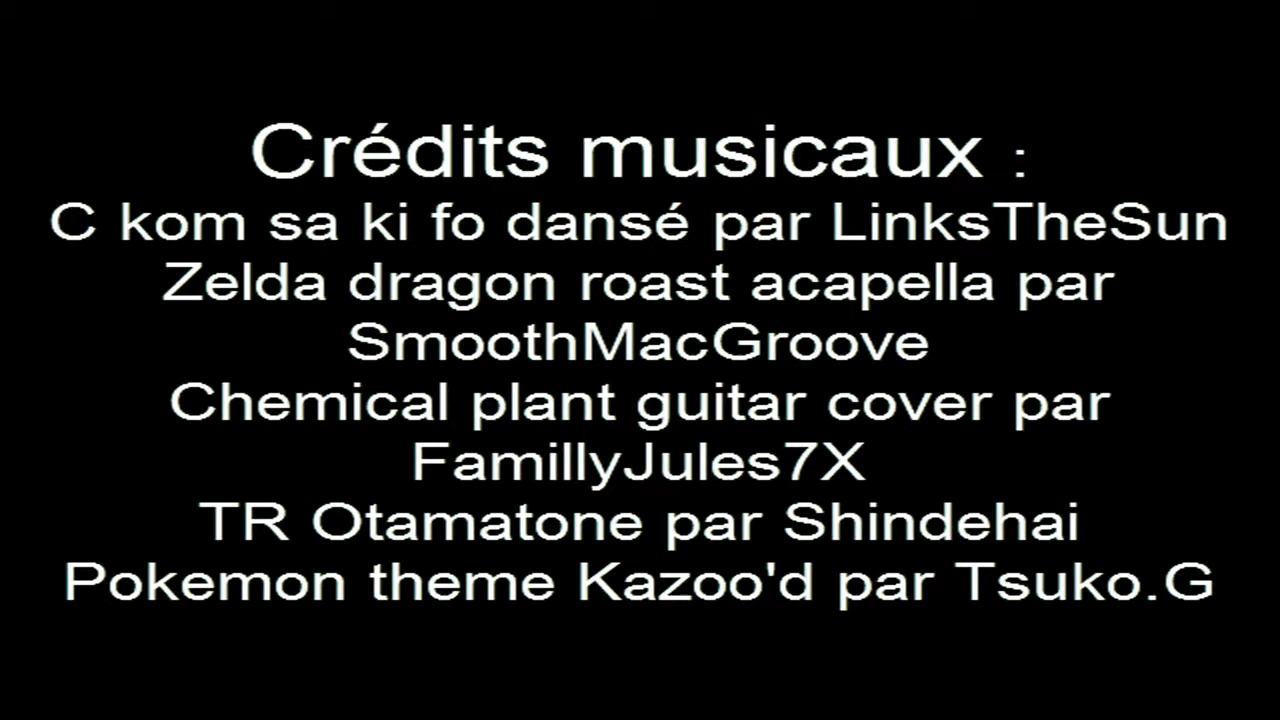 Crédits musicaux :
C kom sa ki fo dansé par LinksTheSun
Zelda dragon roast acapella par
SmoothMacGroove
Chemical plant guitar cover par
FamillyJules7X
TR Otamatone par Shindehai
Pokemon theme Kazoo'd par Tsuko.G